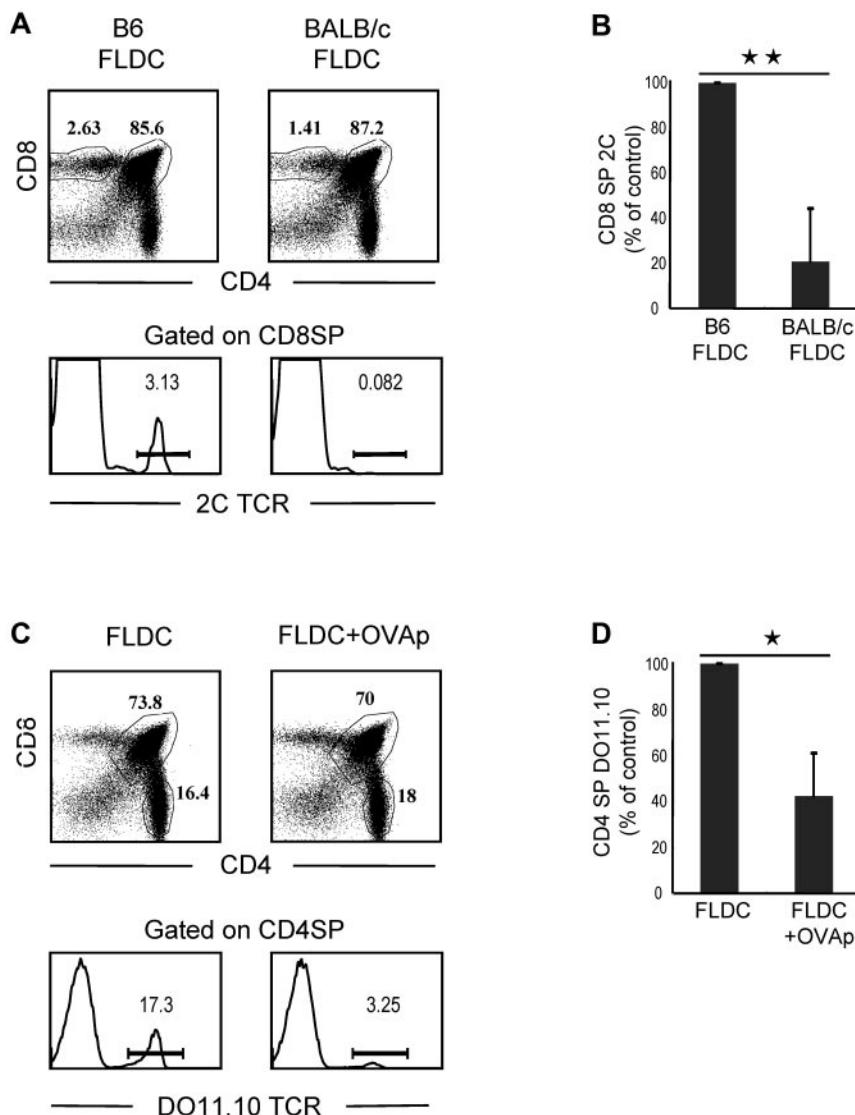 A
B6
FLDC
BALB/c
FLDC
2.63 85.6
1.41 87.2
CD8
CD4
Gated on CD8SP
3.13
0.082
2C TCR
B
★ ★
CD8 SP 2C
(% of control)
100
80
60
40
20
0
B6
FLDC
BALB/c
FLDC
C
FLDC
FLDC+OVAp
73.8
16.4
70
18
CD8
CD4
Gated on CD4SP
17.3
3.25
DO11.10 TCR
D
★
CD4 SP DO11.10
(% of control)
100
80
60
40
20
0
FLDC
FLDC
+OVAp